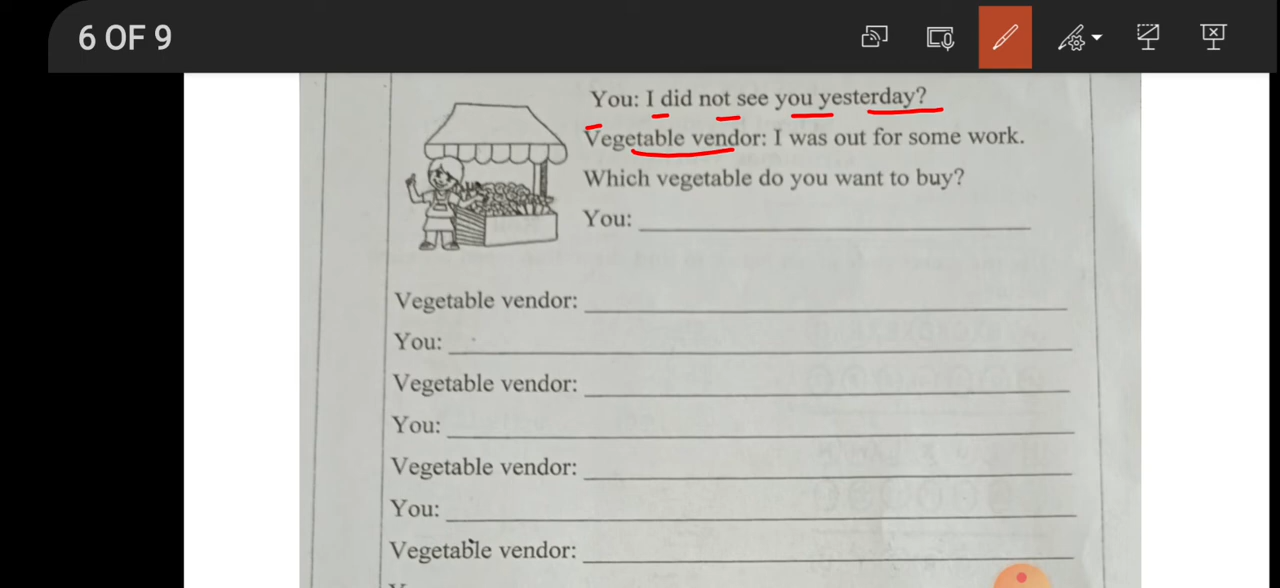 6 OF 9
You: I did not see you yesterday?
Vegetable vendor: I was out for some work.
Which vegetable do you want to buy?
You:
Vegetable vendor:
You:
Vegetable vendor:
You:
Vegetable vendor:
You:
Vegetable vendor: